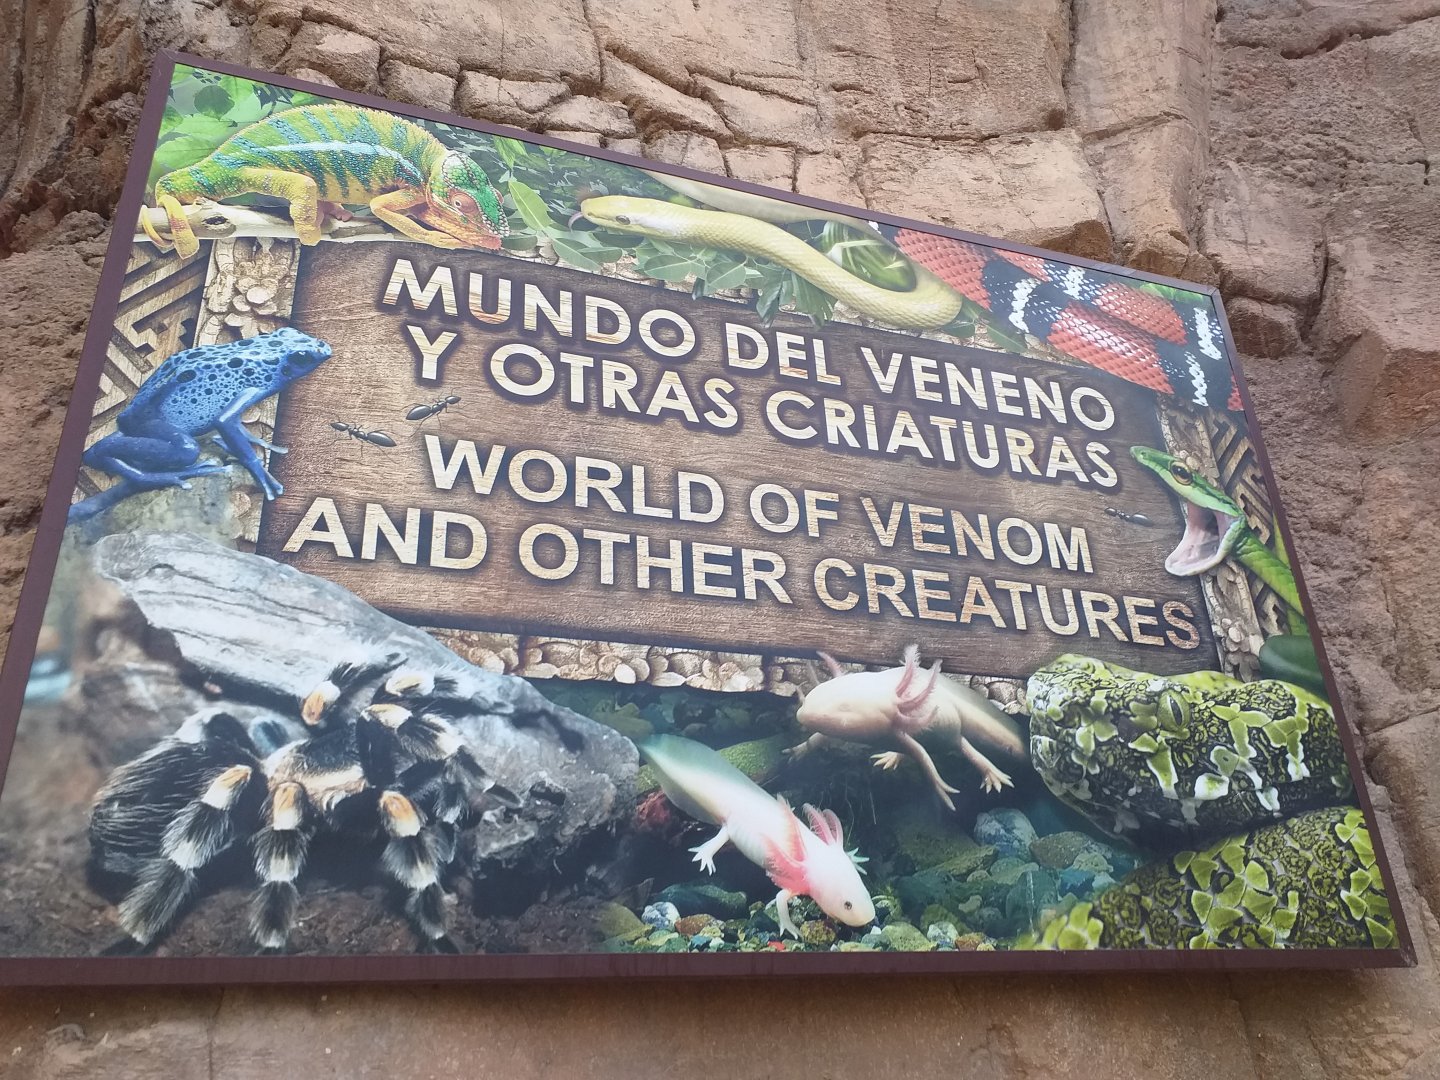 MUNDO DEL VENENO
Y OTRAS CRIATURAS
WORLD OF VENOM
AND OTHER CREATURES